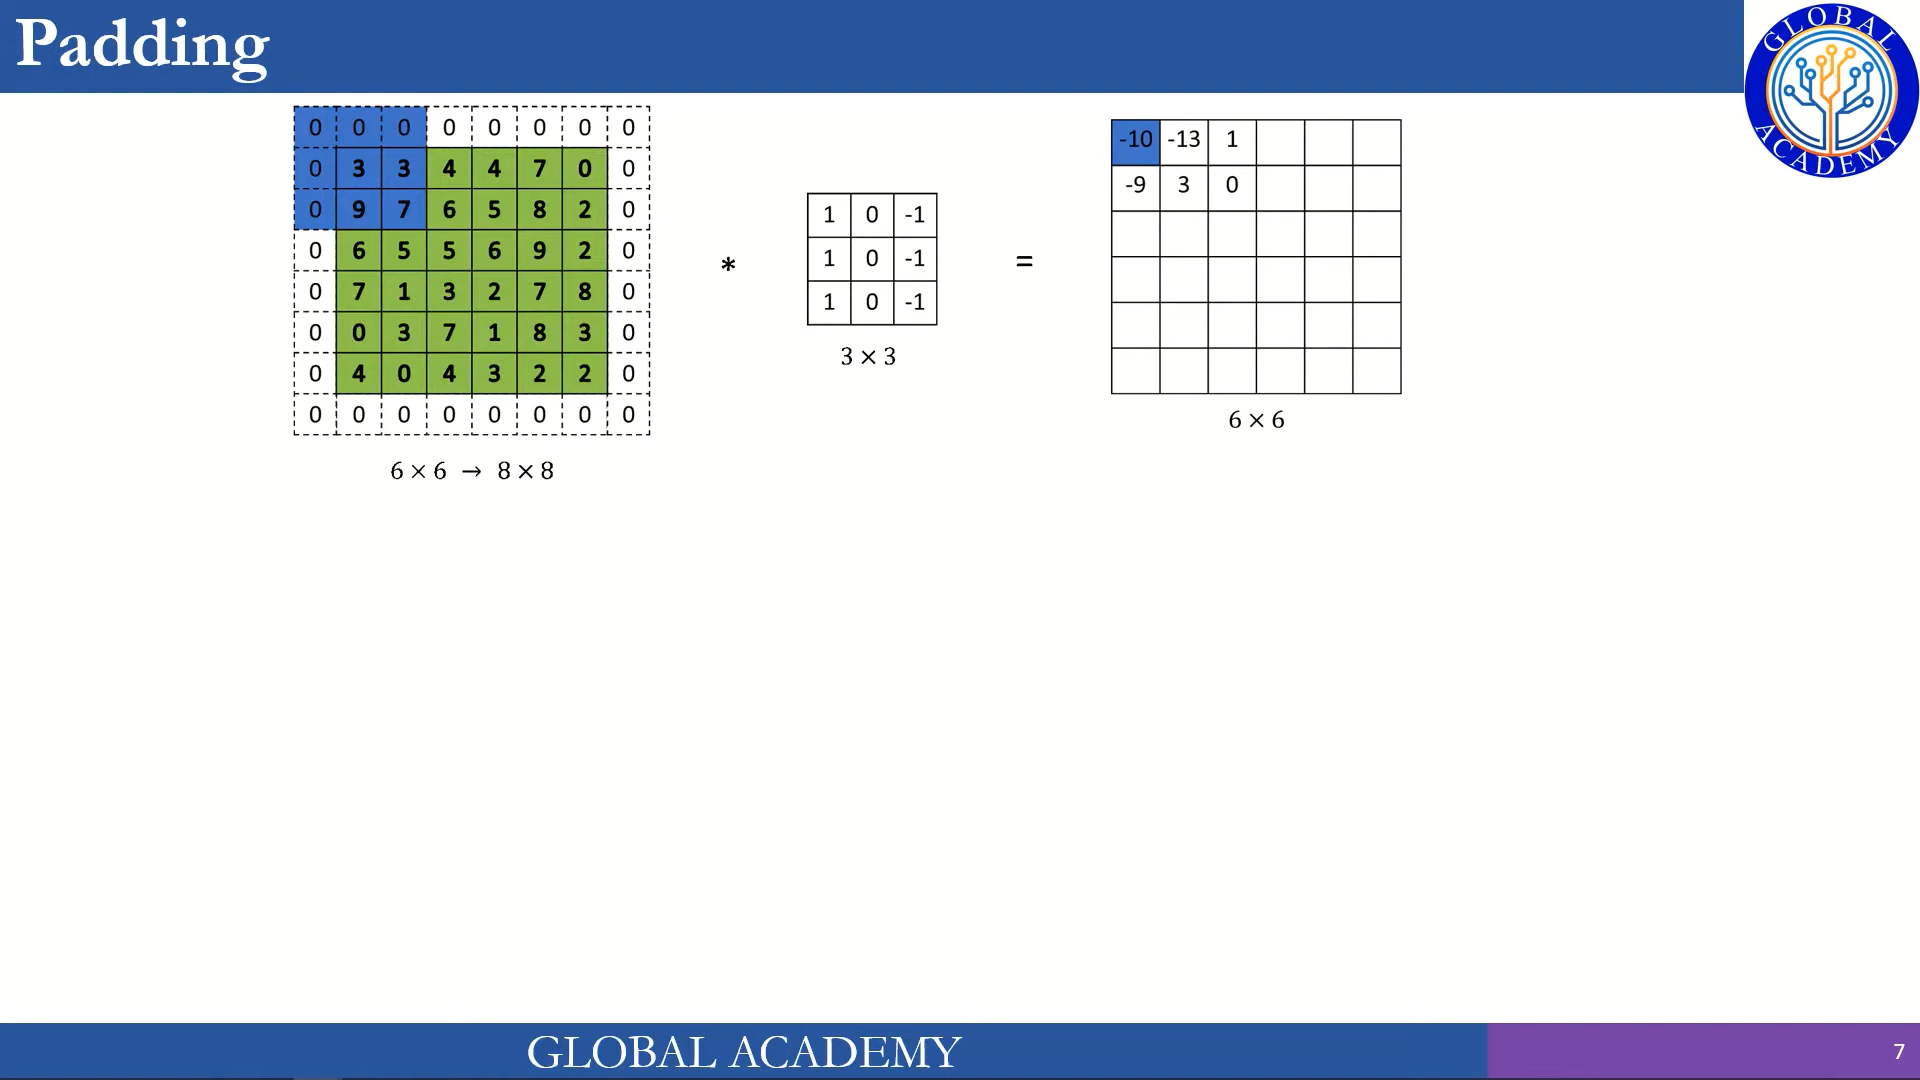 Padding
GLOBAL
ACADEMY
0 0 0 0 0 0 0 0
0 3 3 4 4 7 0 0
0 9 7 6 5 8 2 0
0 6 5 5 6 9 2 0
0 7 1 3 2 7 8 0
0 0 3 7 1 8 3 0
0 4 0 4 3 2 2 0
0 0 0 0 0 0 0 0
6 × 6 → 8 × 8
*
1 0 -1
1 0 -1
1 0 -1
3 × 3
=
-10 -13 1
-9 3 0
6 × 6
GLOBAL ACADEMY
7